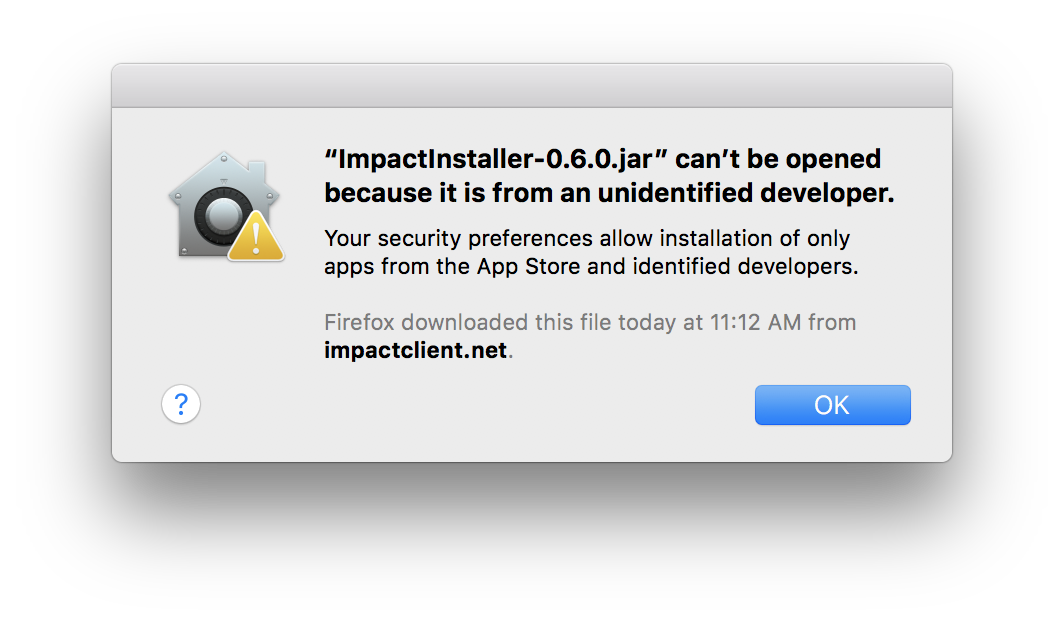 “ImpactInstaller-0.6.0.jar” can’t be opened
because it is from an unidentified developer.
Your security preferences allow installation of only
apps from the App Store and identified developers.
Firefox downloaded this file today at 11:12 AM from
impactclient.net.
?
OK